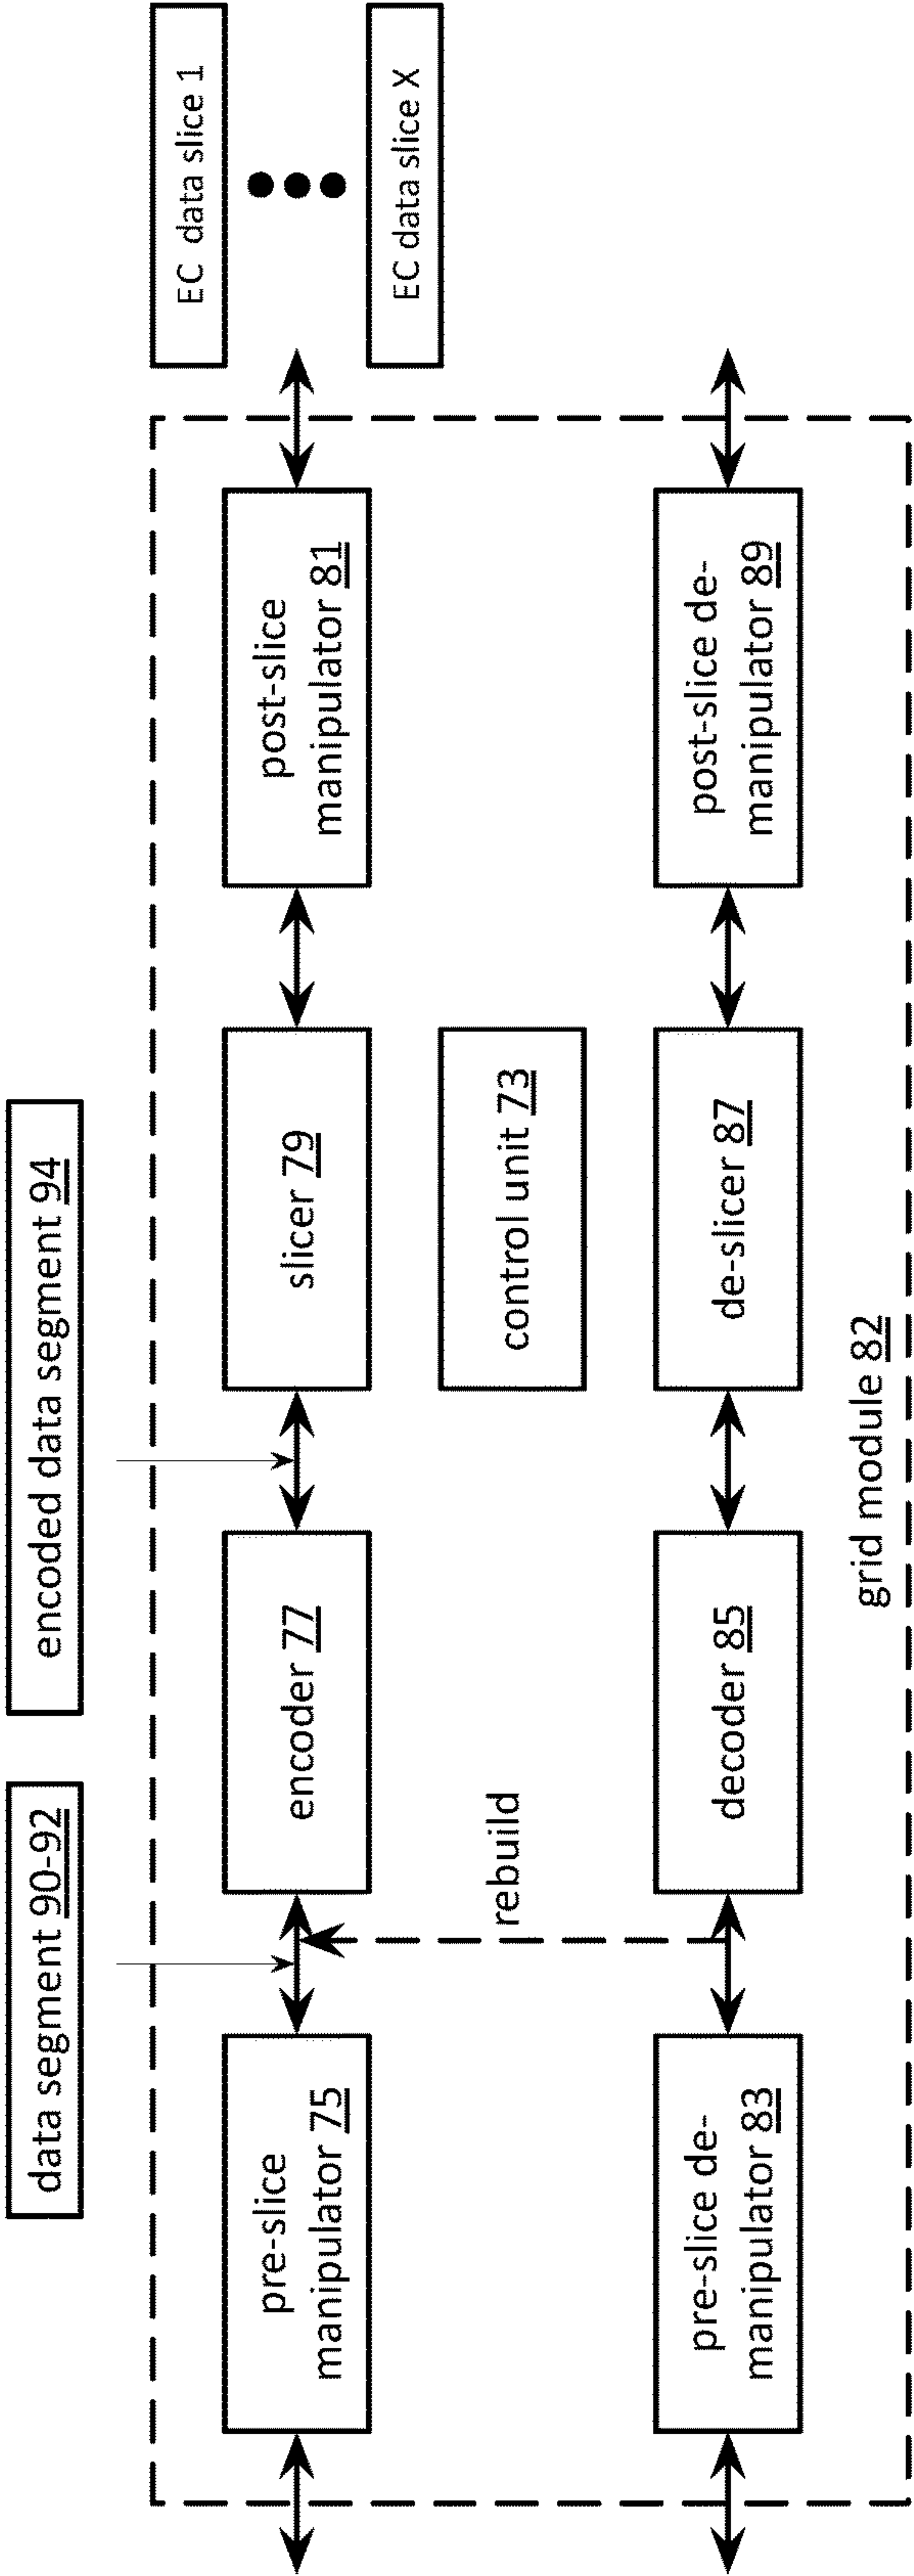 data segment 90-92
encoded data segment 94
EC data slice 1
EC data slice X
pre-slice
manipulator 75
encoder 77
slicer 79
post-slice
manipulator 81
rebuild
control unit 73
pre-slice de-
manipulator 83
decoder 85
de-slicer 87
post-slice de-
manipulator 89
grid module 82